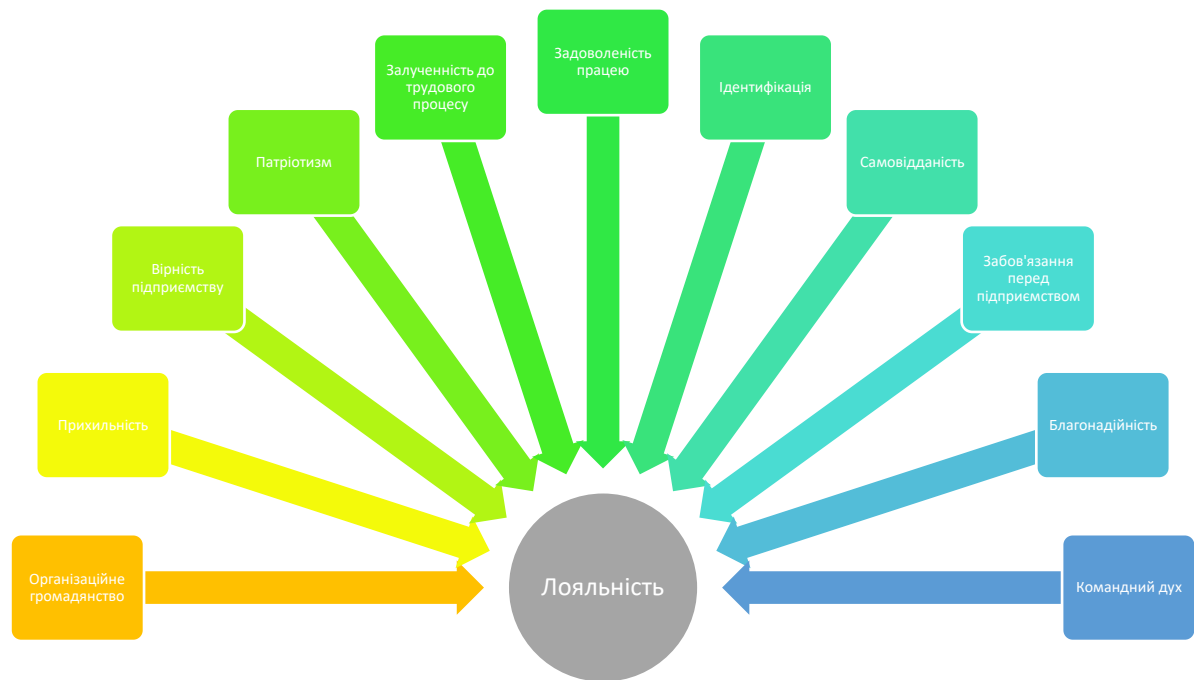 Задоволеність
працею
Залученність до
трудового
процесу
Ідентифікація
Патріотизм
Самовідданість
Вірність
підприємству
Забов'язання
перед
підприємством
Прихильність
Благонадійність
Організаційне
громадянство
Лояльність
Командний дух